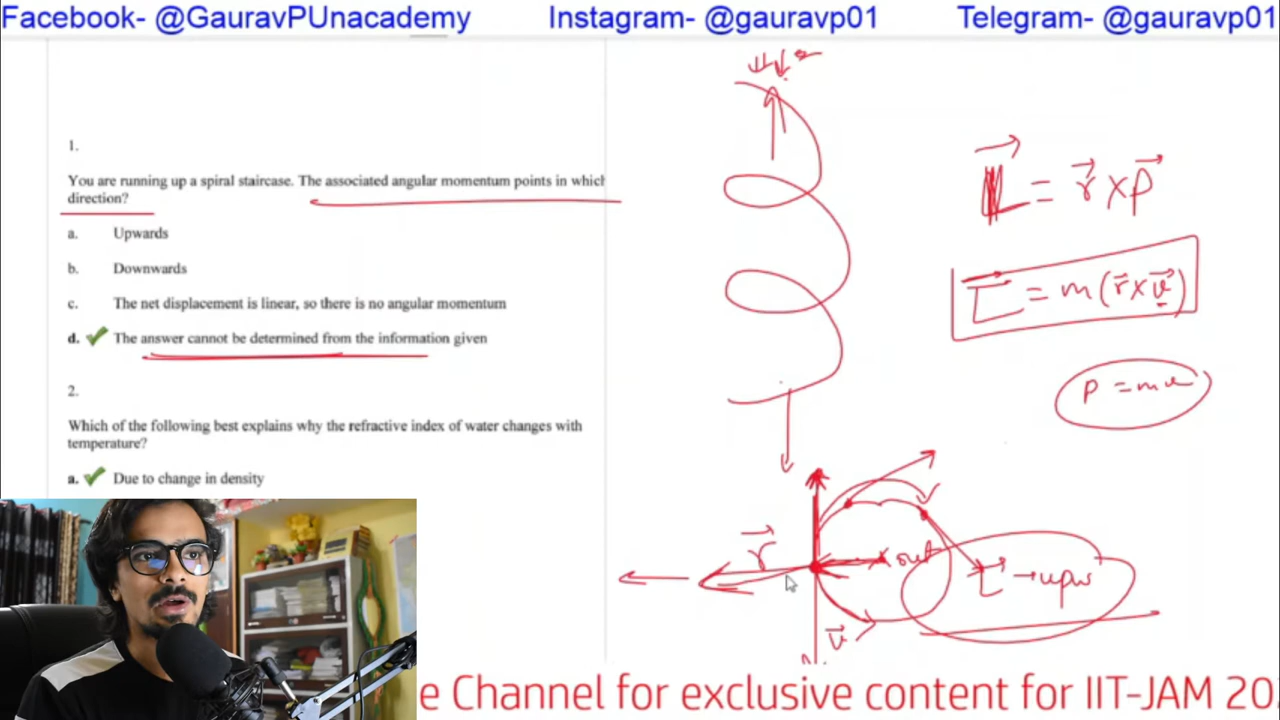 Facebook- @GauravPUnacademy Instagram- @gauravp01 Telegram- @gauravp01
1.
You are running up a spiral staircase. The associated angular momentum points in which
direction?
a. Upwards
b. Downwards
c. The net displacement is linear, so there is no angular momentum
d. The answer cannot be determined from the information given
2.
Which of the following best explains why the refractive index of water changes with
temperature?
a. Due to change in density
L = r × p
L = m(r × v)
p = mv
r
x out
L → upw
v
e Channel for exclusive content for IIT-JAM 20